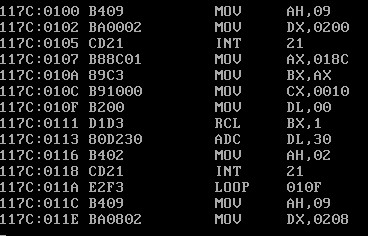 117C:0100 B409 MOV AH,09
117C:0102 BA0002 MOV DX,0200
117C:0105 CD21 INT 21
117C:0107 B88C01 MOV AX,018C
117C:010A 89C3 MOV BX,AX
117C:010C B91000 MOV CX,0010
117C:010F B200 MOV DL,00
117C:0111 D1D3 RCL BX,1
117C:0113 80D230 ADC DL,30
117C:0116 B402 MOV AH,02
117C:0118 CD21 INT 21
117C:011A E2F3 LOOP 010F
117C:011C B409 MOV AH,09
117C:011E BA0802 MOV DX,0208